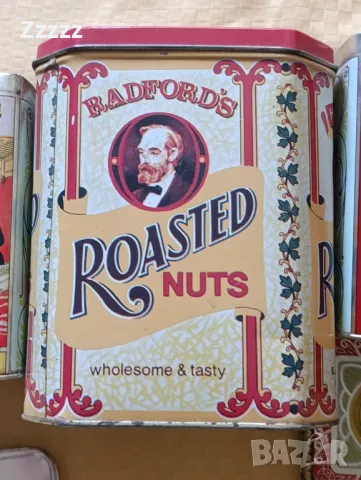 Zzzzz
RADFORD'S
ROASTED
NUTS
wholesome & tasty
BAZAR